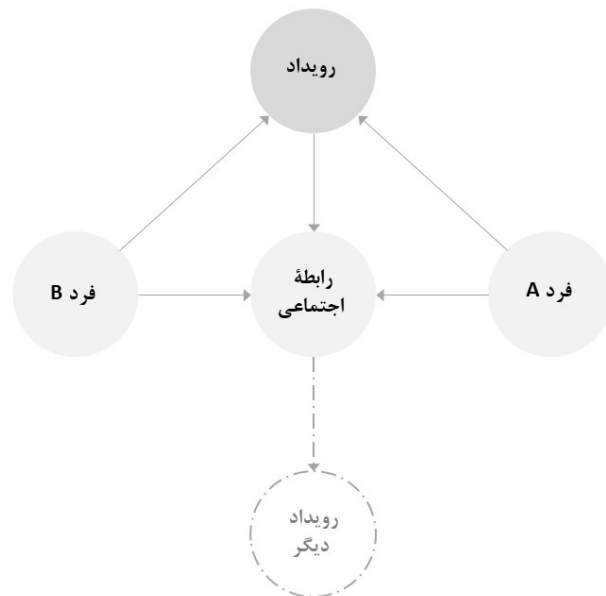 رویداد
فرد A
رابطهٔ
اجتماعی
فرد B
رویداد
دیگر